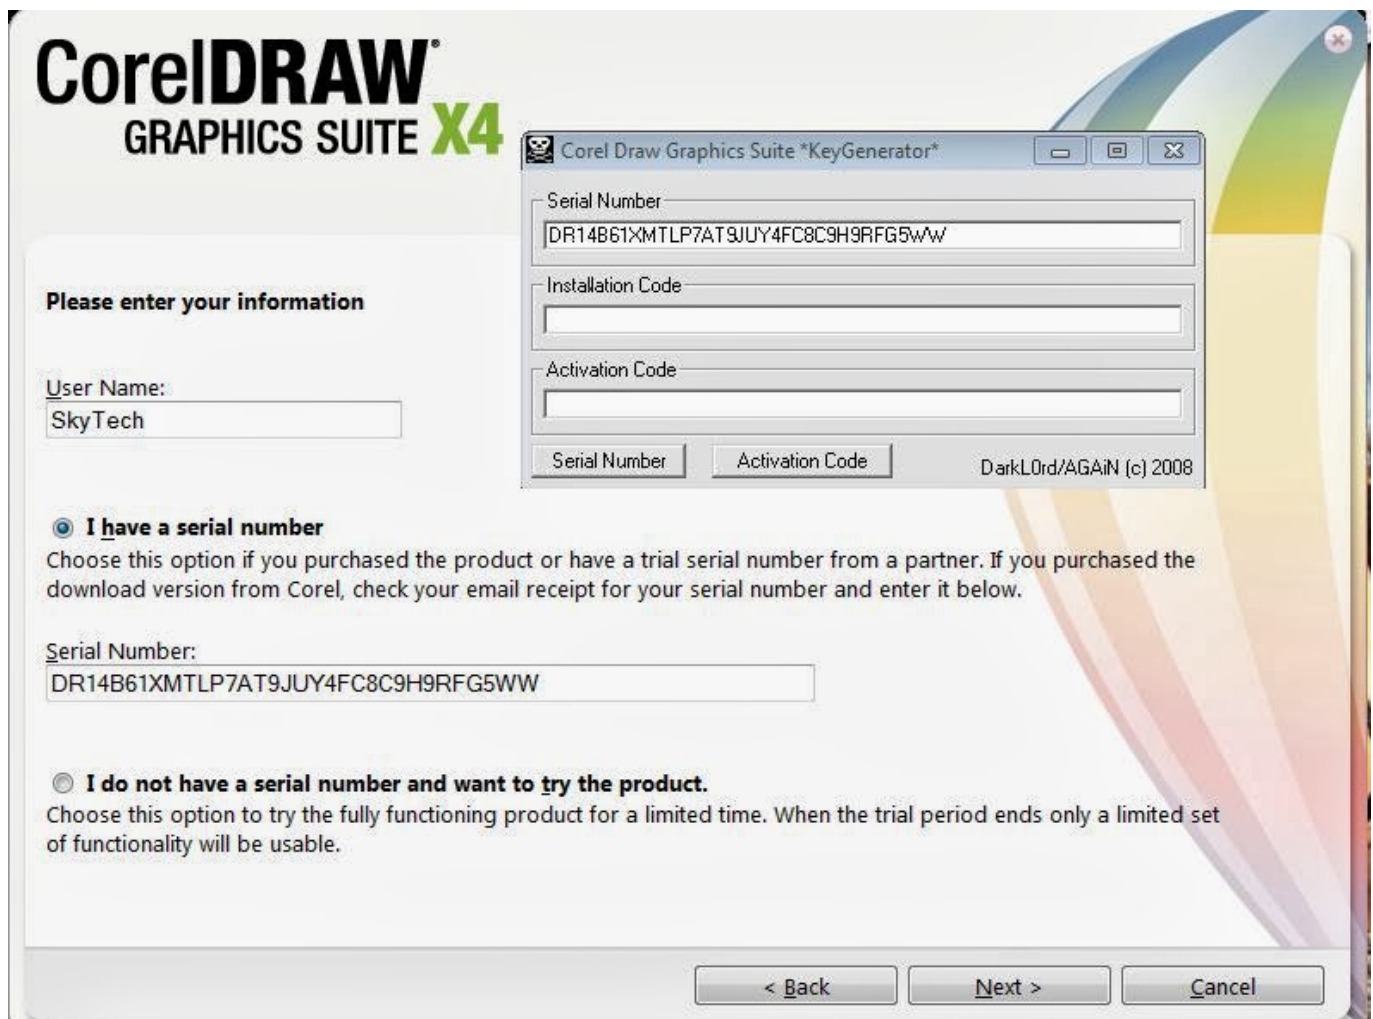 CorelDRAW®
GRAPHICS SUITE X4
Corel Draw Graphics Suite *KeyGenerator*
Serial Number
DR14B61XMTLP7AT9JUY4FC8C9H9RFG5WW
Installation Code
Activation Code
Serial Number
Activation Code
DarkL0rd/AGAiN (c) 2008
Please enter your information
User Name:
SkyTech
I have a serial number
Choose this option if you purchased the product or have a trial serial number from a partner. If you purchased the
download version from Corel, check your email receipt for your serial number and enter it below.
Serial Number:
DR14B61XMTLP7AT9JUY4FC8C9H9RFG5WW
I do not have a serial number and want to try the product.
Choose this option to try the fully functioning product for a limited time. When the trial period ends only a limited set
of functionality will be usable.
< Back
Next >
Cancel